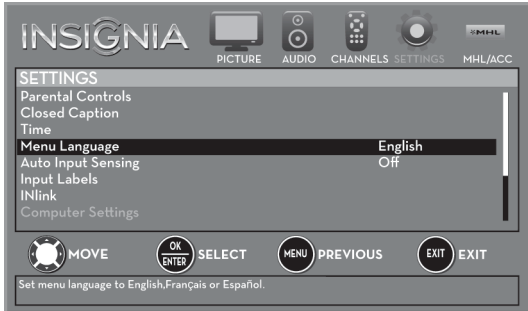 INSIGNIA
PICTURE AUDIO CHANNELS SETTINGS MHL MHL/ACC
SETTINGS
Parental Controls
Closed Caption
Time
Menu Language English
Auto Input Sensing Off
Input Labels
INlink
Computer Settings
MOVE OK ENTER SELECT MENU PREVIOUS EXIT EXIT
Set menu language to English,Français or Español.